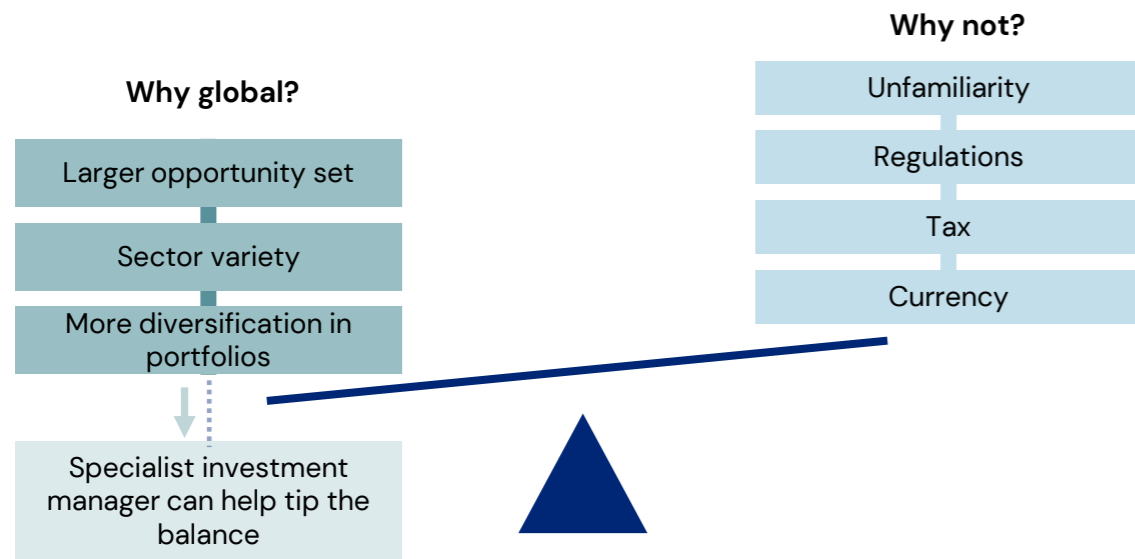 Why global?
Larger opportunity set
Sector variety
More diversification in
portfolios
Specialist investment
manager can help tip the
balance
Why not?
Unfamiliarity
Regulations
Tax
Currency